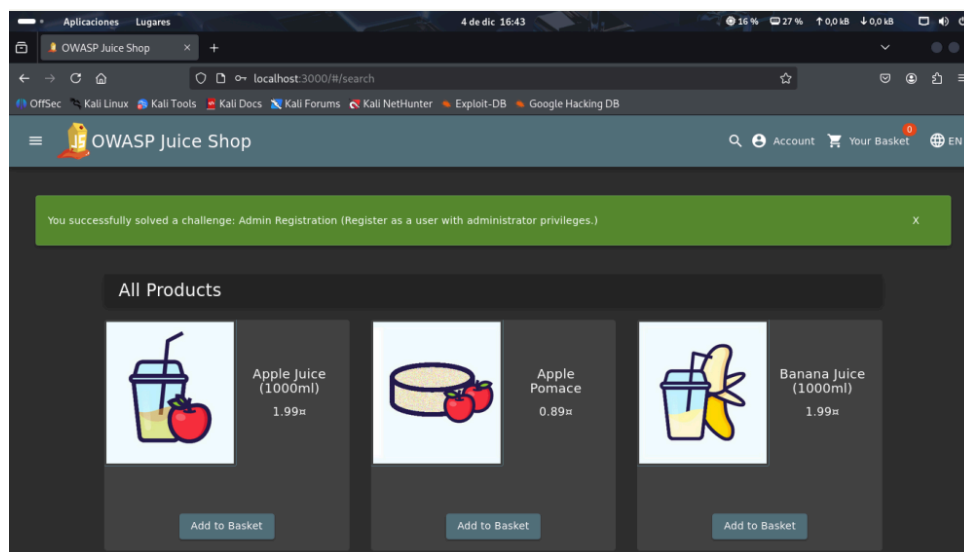 Aplicaciones Lugares 4 de dic 16:43 16 % 27 % 0,0 kB 0,0 kB
OWASP Juice Shop × +
localhost:3000/#/search
OffSec Kali Linux Kali Tools Kali Docs Kali Forums Kali NetHunter Exploit-DB Google Hacking DB
OWASP Juice Shop Account Your Basket 0 EN
You successfully solved a challenge: Admin Registration (Register as a user with administrator privileges.) X
All Products
Apple Juice
(1000ml)
1.99¤
Apple
Pomace
0.89¤
Banana Juice
(1000ml)
1.99¤
Add to Basket Add to Basket Add to Basket